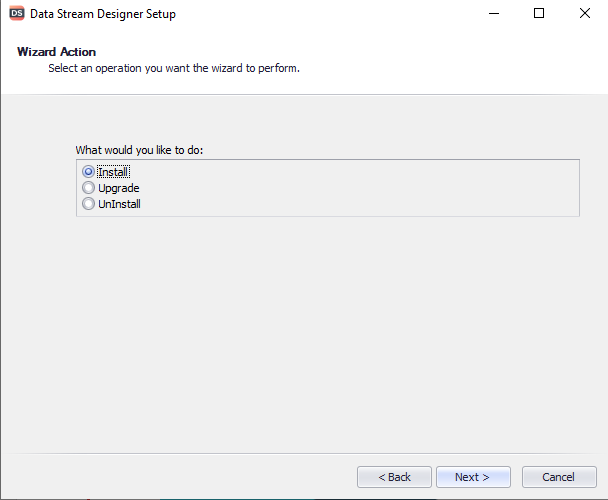 DS Data Stream Designer Setup
Wizard Action
Select an operation you want the wizard to perform.
What would you like to do:
Install
Upgrade
UnInstall
< Back Next > Cancel